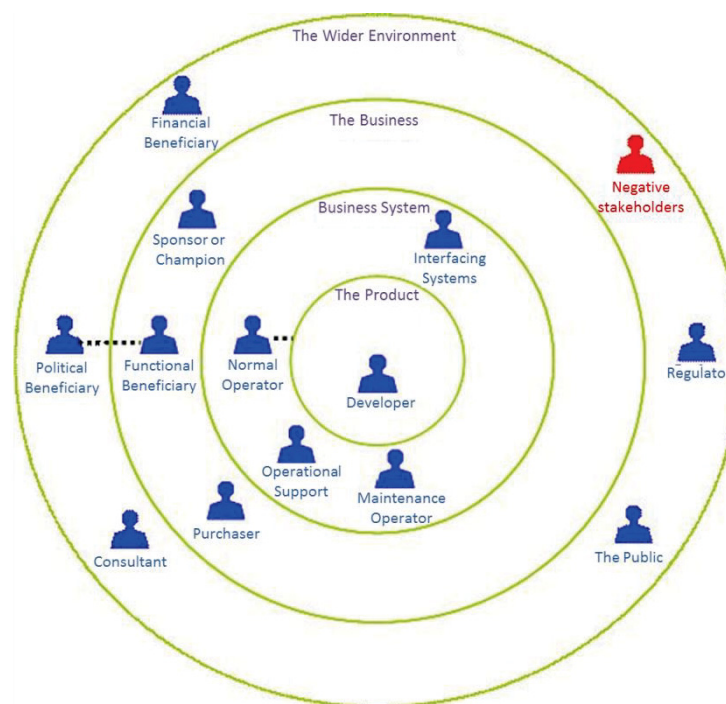 The Wider Environment
Financial
Beneficiary
The Business
Negative
stakeholders
Business System
Sponsor or
Champion
Interfacing
Systems
The Product
Political
Beneficiary
Functional
Beneficiary
Normal
Operator
Developer
Regulato
Operational
Support
Maintenance
Operator
Purchaser
Consultant
The Public